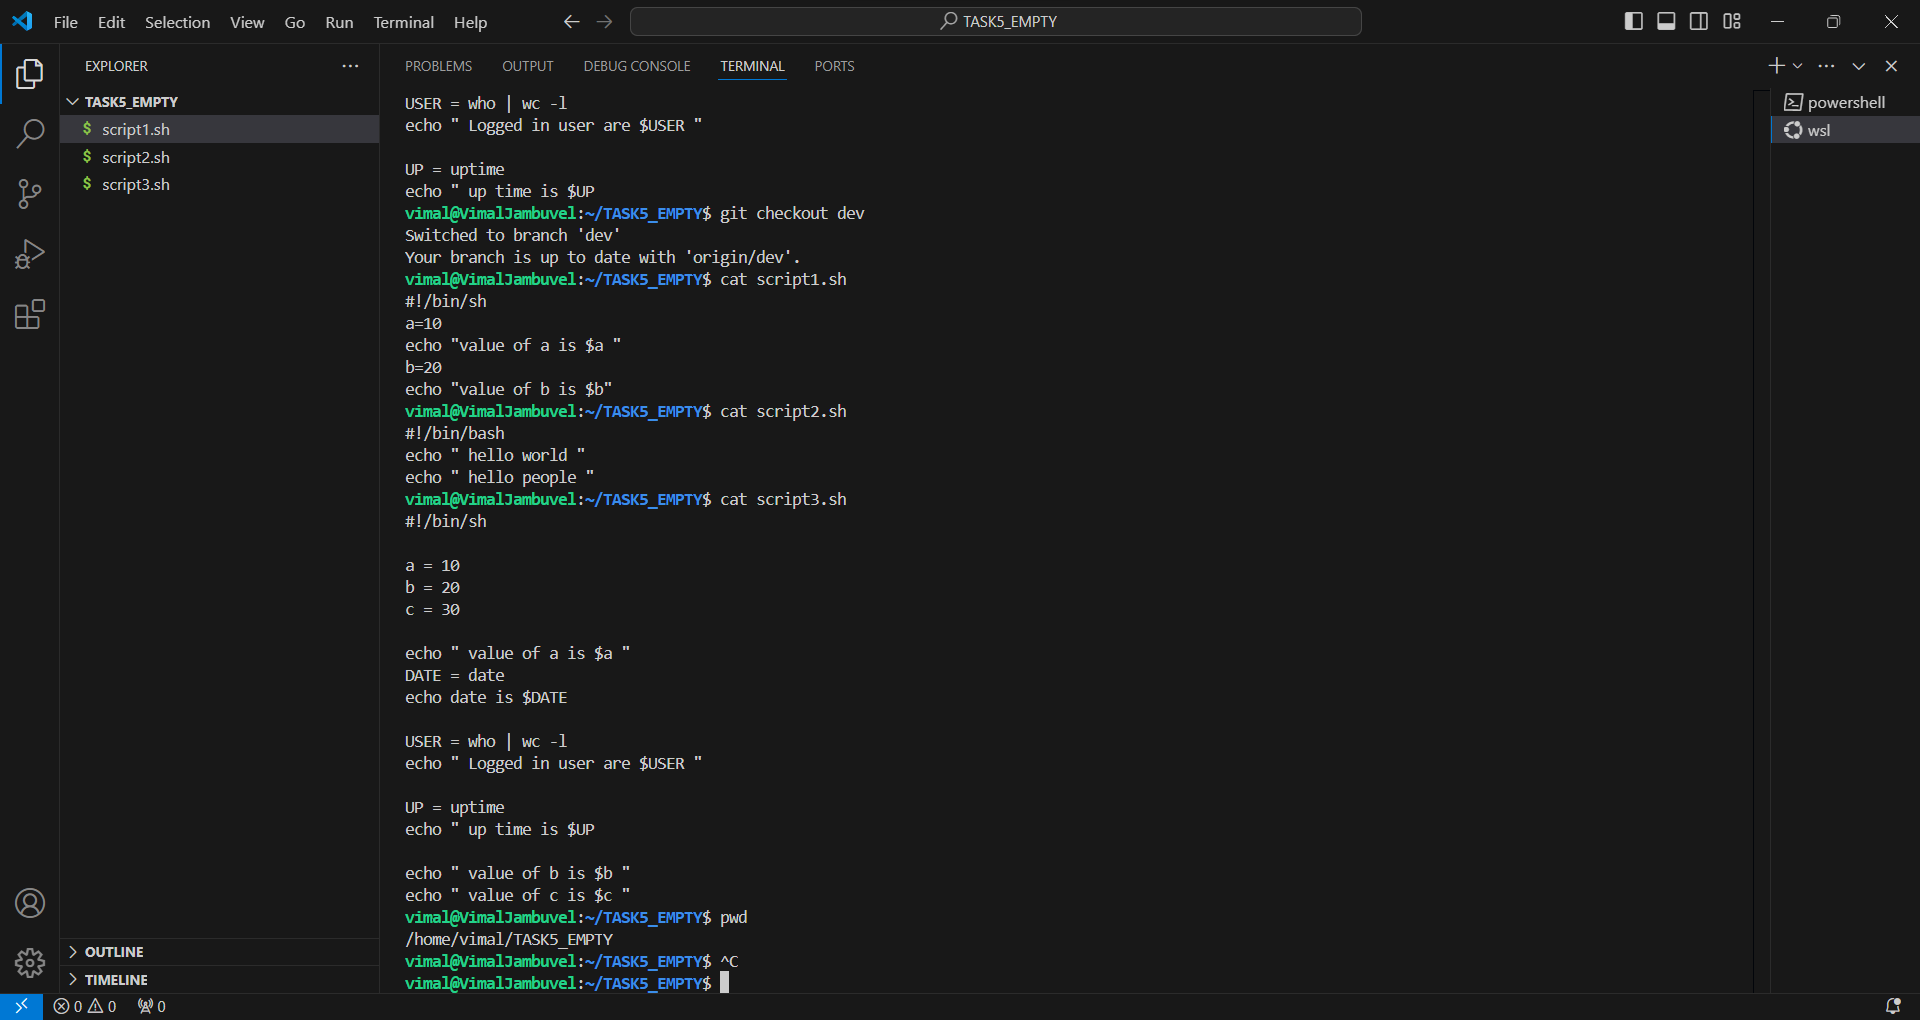 File Edit Selection View Go Run Terminal Help
TASK5_EMPTY
EXPLORER
TASK5_EMPTY
$ script1.sh
$ script2.sh
$ script3.sh
OUTLINE
TIMELINE
PROBLEMS OUTPUT DEBUG CONSOLE TERMINAL PORTS
USER = who | wc -l
echo " Logged in user are $USER "
UP = uptime
echo " up time is $UP
vimal@VimalJambuvel:~/TASK5_EMPTY$ git checkout dev
Switched to branch 'dev'
Your branch is up to date with 'origin/dev'.
vimal@VimalJambuvel:~/TASK5_EMPTY$ cat script1.sh
#!/bin/sh
a=10
echo "value of a is $a "
b=20
echo "value of b is $b"
vimal@VimalJambuvel:~/TASK5_EMPTY$ cat script2.sh
#!/bin/bash
echo " hello world "
echo " hello people "
vimal@VimalJambuvel:~/TASK5_EMPTY$ cat script3.sh
#!/bin/sh
a = 10
b = 20
c = 30
echo " value of a is $a "
DATE = date
echo date is $DATE
USER = who | wc -l
echo " Logged in user are $USER "
UP = uptime
echo " up time is $UP
echo " value of b is $b "
echo " value of c is $c "
vimal@VimalJambuvel:~/TASK5_EMPTY$ pwd
/home/vimal/TASK5_EMPTY
vimal@VimalJambuvel:~/TASK5_EMPTY$ ^C
vimal@VimalJambuvel:~/TASK5_EMPTY$
powershell
wsl
0 0 0